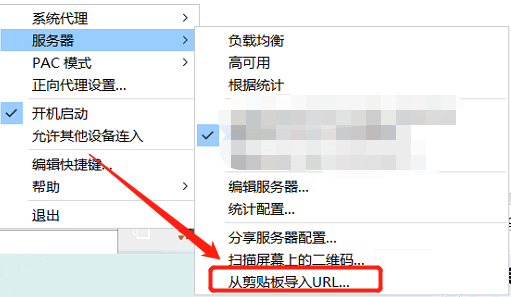 系统代理
服务器
PAC 模式
正向代理设置...
开机启动
允许其他设备连入
编辑快捷键...
帮助
退出
负载均衡
高可用
根据统计
编辑服务器...
统计配置...
分享服务器配置...
扫描屏幕上的二维码...
从剪贴板导入URL...